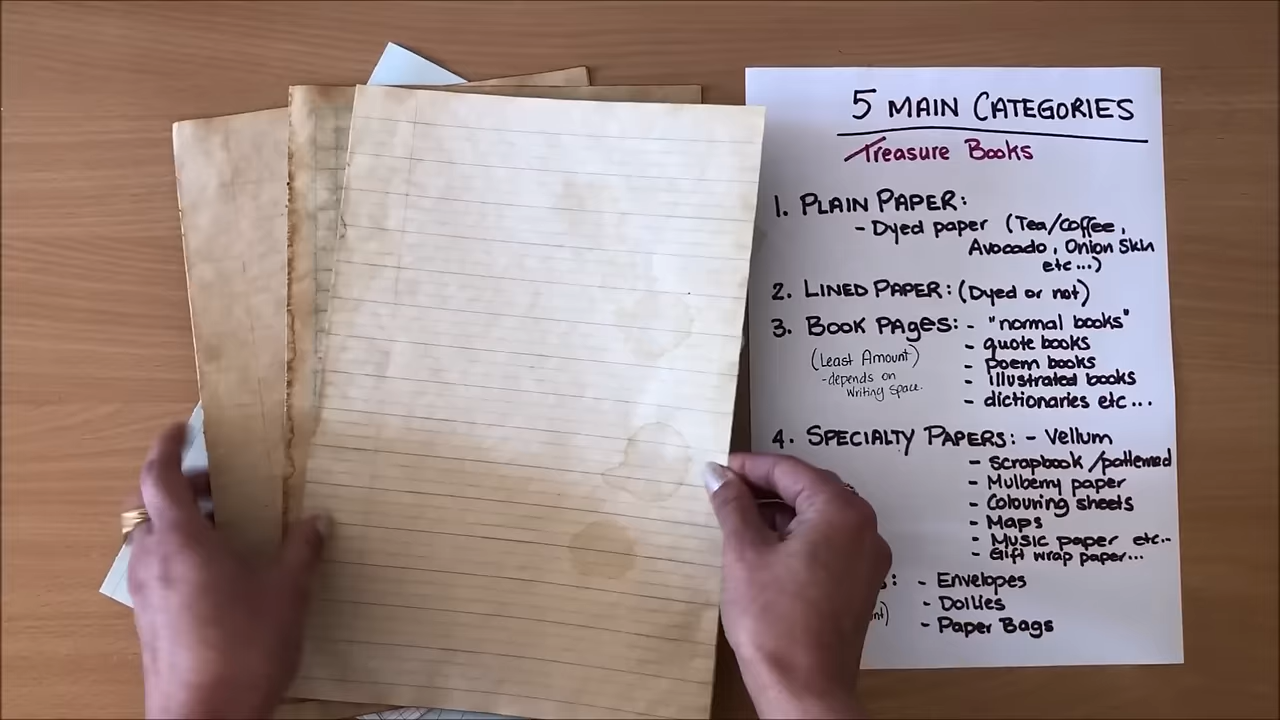 5 MAIN CATEGORIES
Treasure Books
1. PLAIN PAPER:
- Dyed paper (Tea/Coffee,
Avocado, Onion Skin
etc...)
2. LINED PAPER: (Dyed or not)
3. BOOK PAGES: - "normal books"
- quote books
(Least Amount)
- poem books
- depends on
- illustrated books
Writing Space.
- dictionaries etc...
4. SPECIALTY PAPERS: - Vellum
- scrapbook/patterned
- Mulberry paper
- Colouring sheets
- Maps
- Music paper etc..
- Gift wrap paper...
: - Envelopes
- Doilies
- Paper Bags